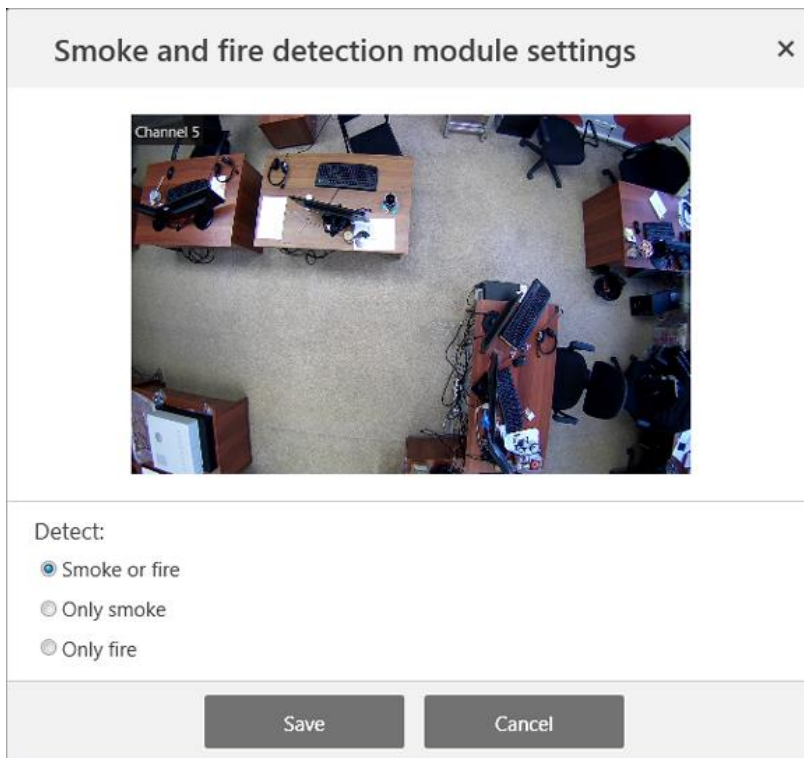 Smoke and fire detection module settings
Channel 5
Detect:
Smoke or fire
Only smoke
Only fire
Save
Cancel